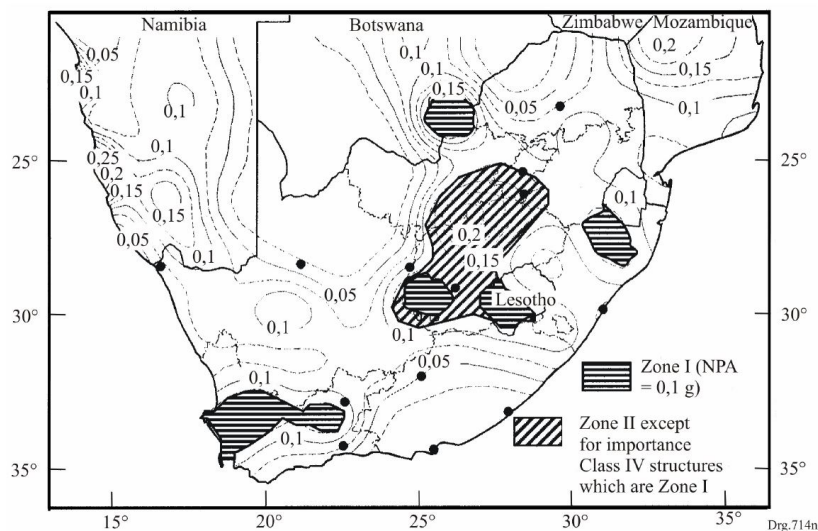 Namibia Botswana Zimbabwe Mozambique
0,05
0,15
0,1
0,1
0,1
0,1
0,15
0,05
0,2
0,15
0,1
25° 0,25 0,1 25°
0,2
0,15
0,15
0,1
0,05
0,1
0,2
0,15
0,05
Lesotho
30° 0,1 0,1 30°
0,05
Zone I (NPA
= 0,1 g)
0,1
0,1
Zone II except
for importance
Class IV structures
which are Zone I
35° 35°
15° 20° 25° 30° 35°
Drg.714n